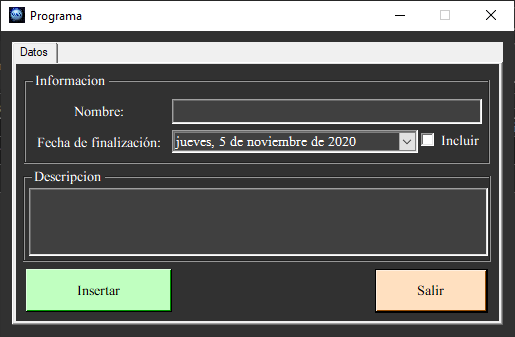 Programa
Datos
Informacion
Nombre:
Fecha de finalización: jueves, 5 de noviembre de 2020 Incluir
Descripcion
Insertar Salir